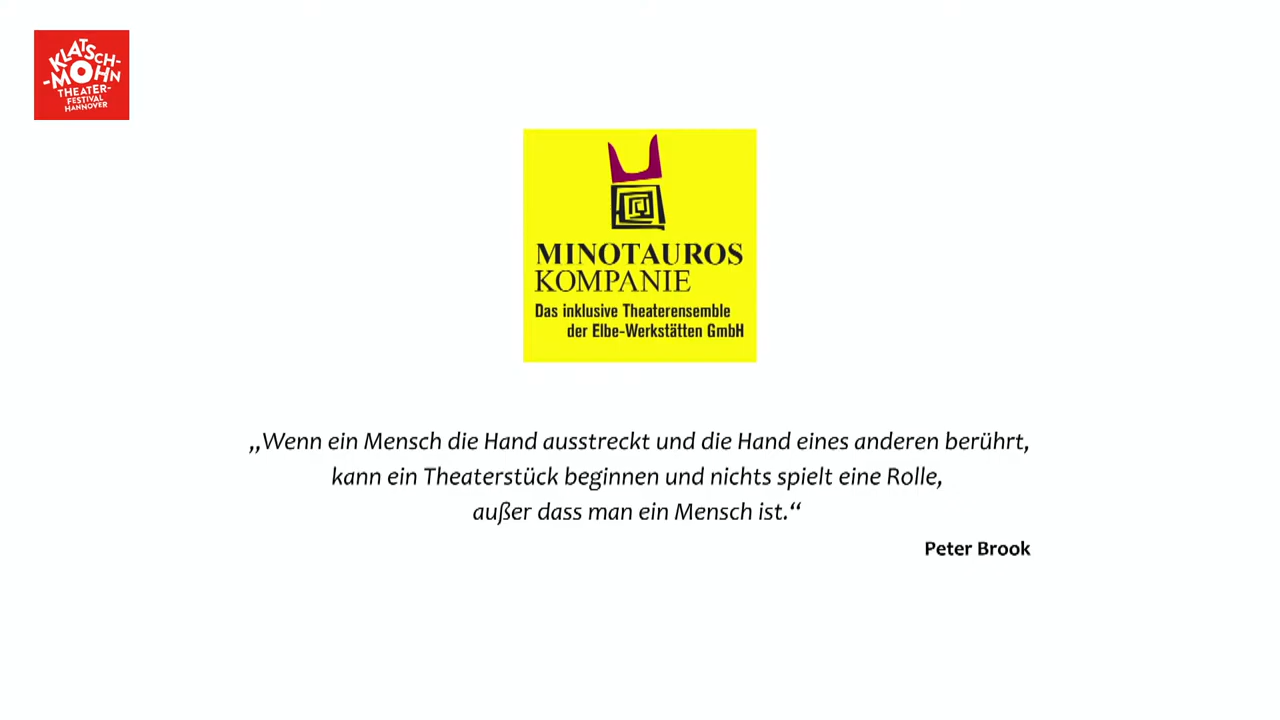 KLATSCH-
-MOHN
THEATER-
FESTIVAL
HANNOVER
MINOTAUROS
KOMPANIE
Das inklusive Theaterensemble
der Elbe-Werkstätten GmbH
„Wenn ein Mensch die Hand ausstreckt und die Hand eines anderen berührt,
kann ein Theaterstück beginnen und nichts spielt eine Rolle,
außer dass man ein Mensch ist.“
Peter Brook